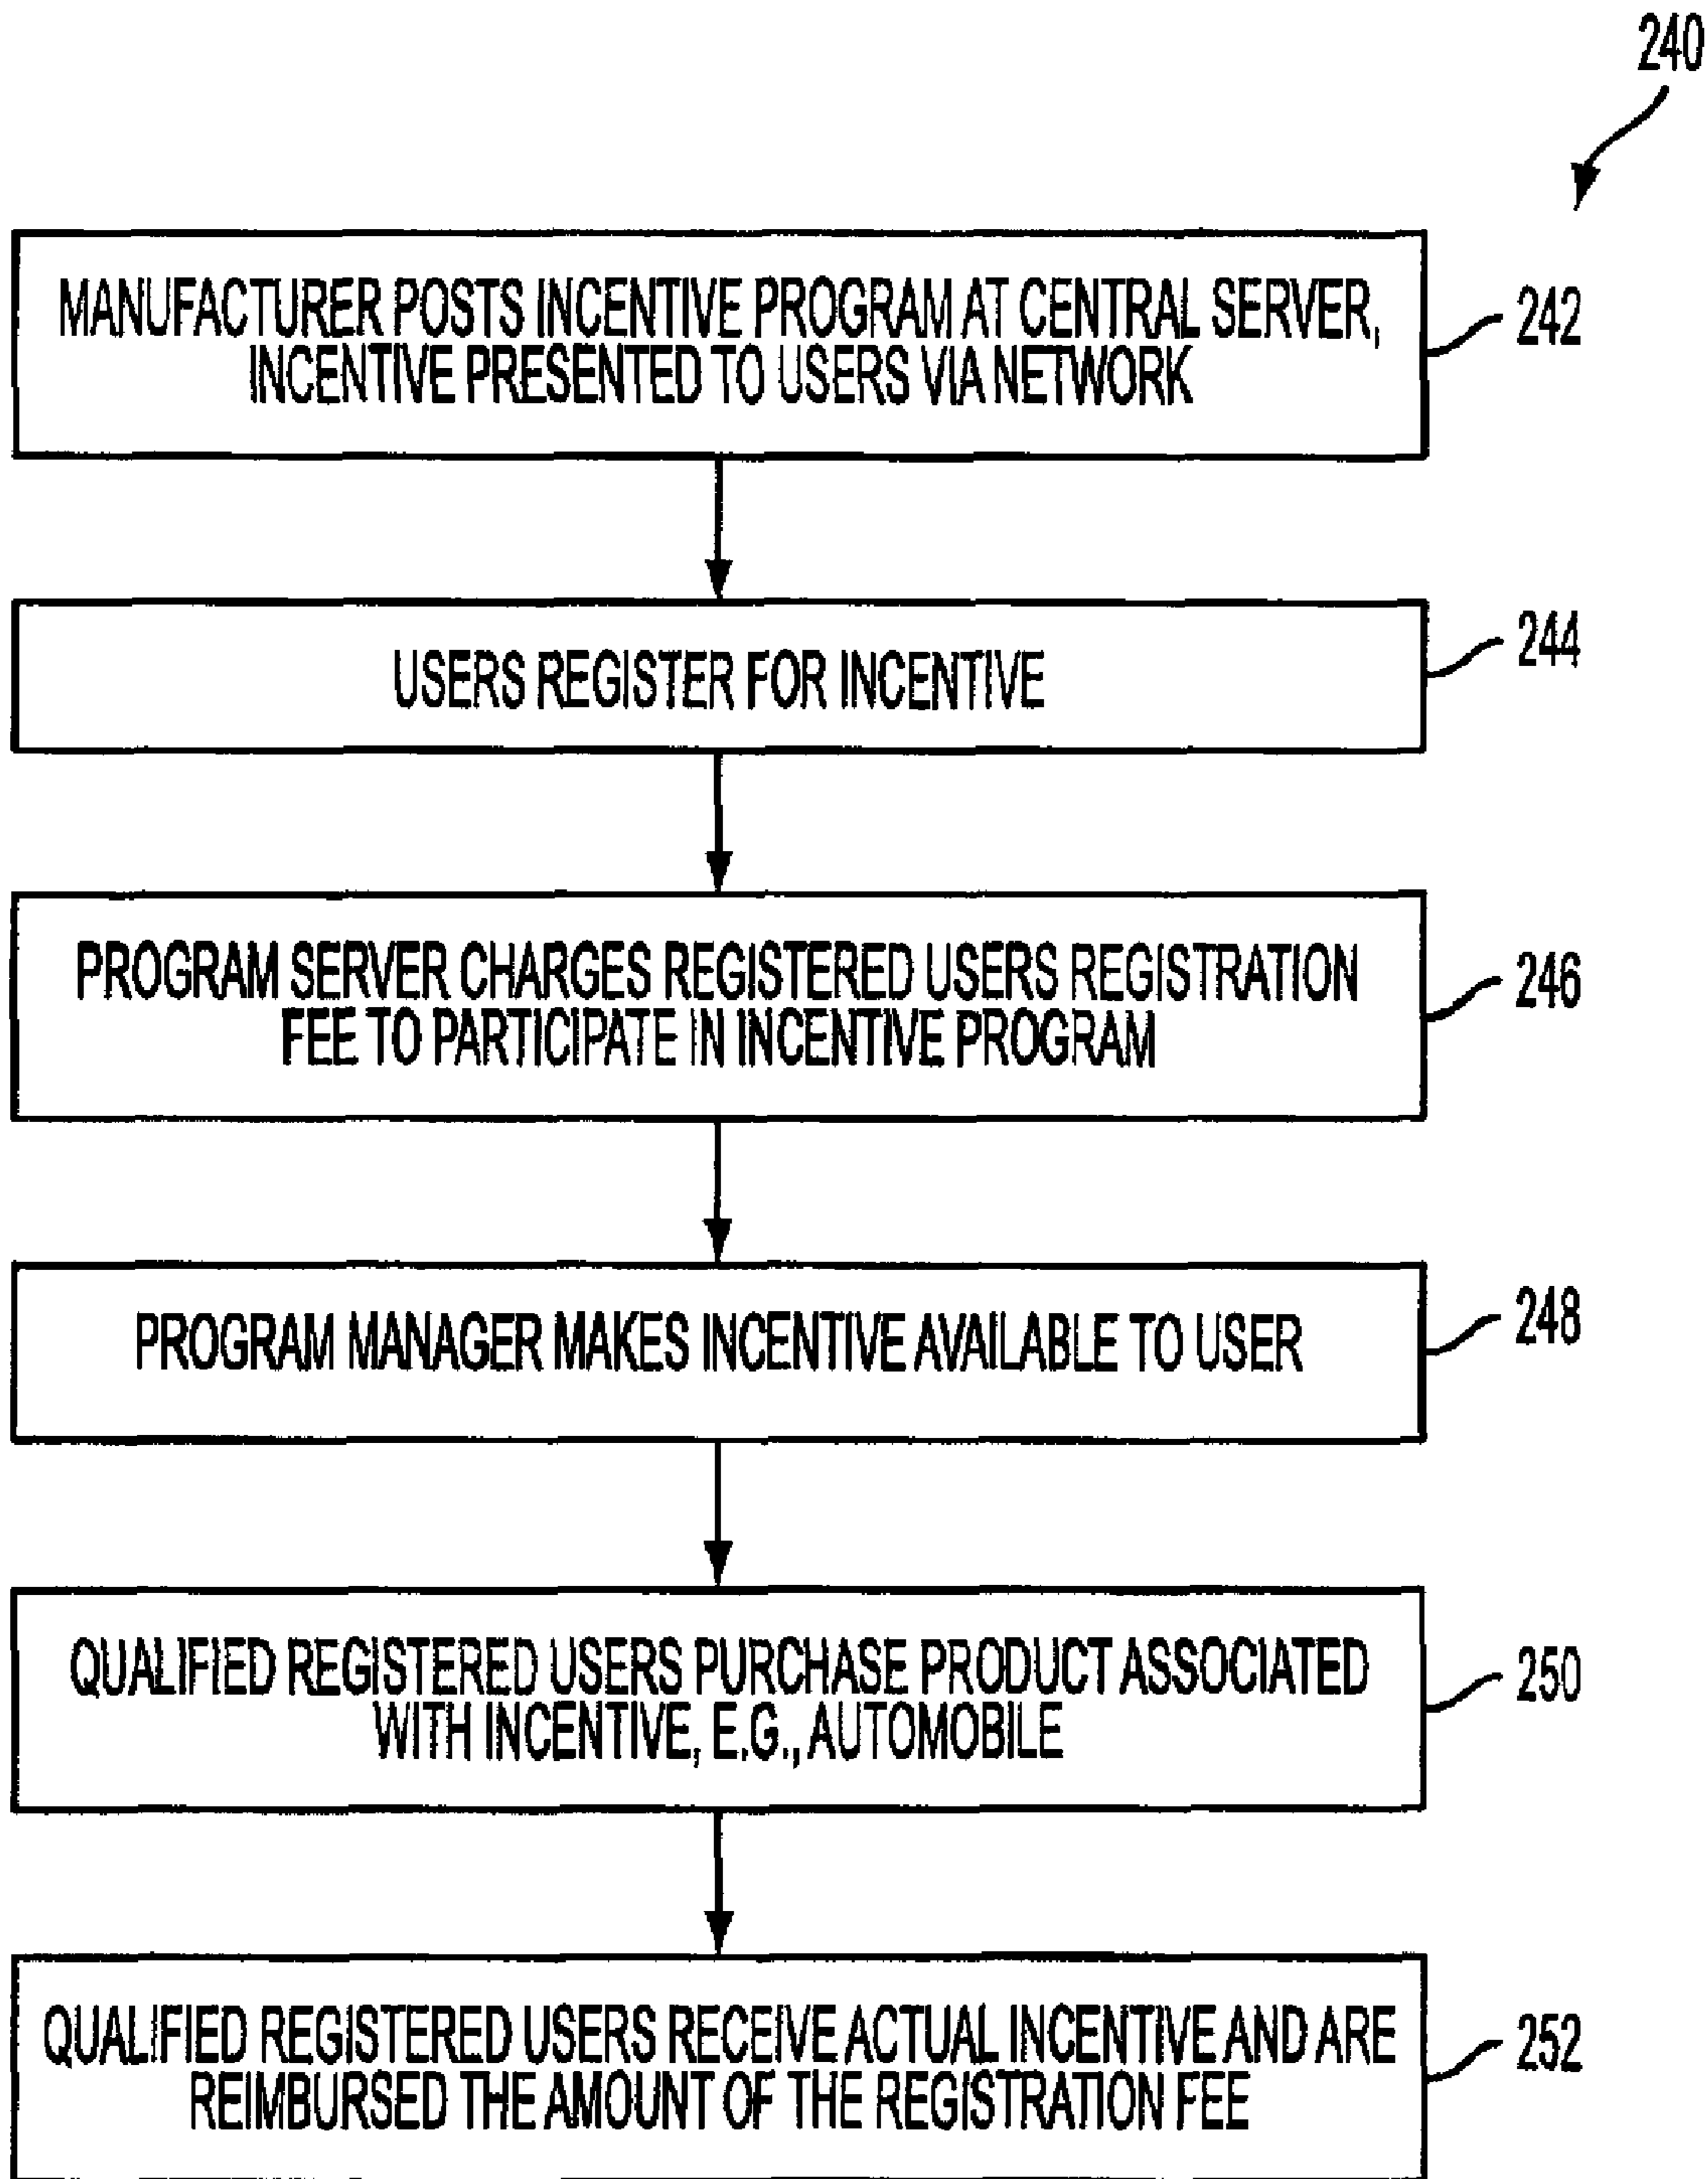 240
MANUFACTURER POSTS INCENTIVE PROGRAM AT CENTRAL SERVER,
INCENTIVE PRESENTED TO USERS VIA NETWORK
242
USERS REGISTER FOR INCENTIVE
244
PROGRAM SERVER CHARGES REGISTERED USERS REGISTRATION
FEE TO PARTICIPATE IN INCENTIVE PROGRAM
246
PROGRAM MANAGER MAKES INCENTIVE AVAILABLE TO USER
248
QUALIFIED REGISTERED USERS PURCHASE PRODUCT ASSOCIATED
WITH INCENTIVE, E.G., AUTOMOBILE
250
QUALIFIED REGISTERED USERS RECEIVE ACTUAL INCENTIVE AND ARE
REIMBURSED THE AMOUNT OF THE REGISTRATION FEE
252